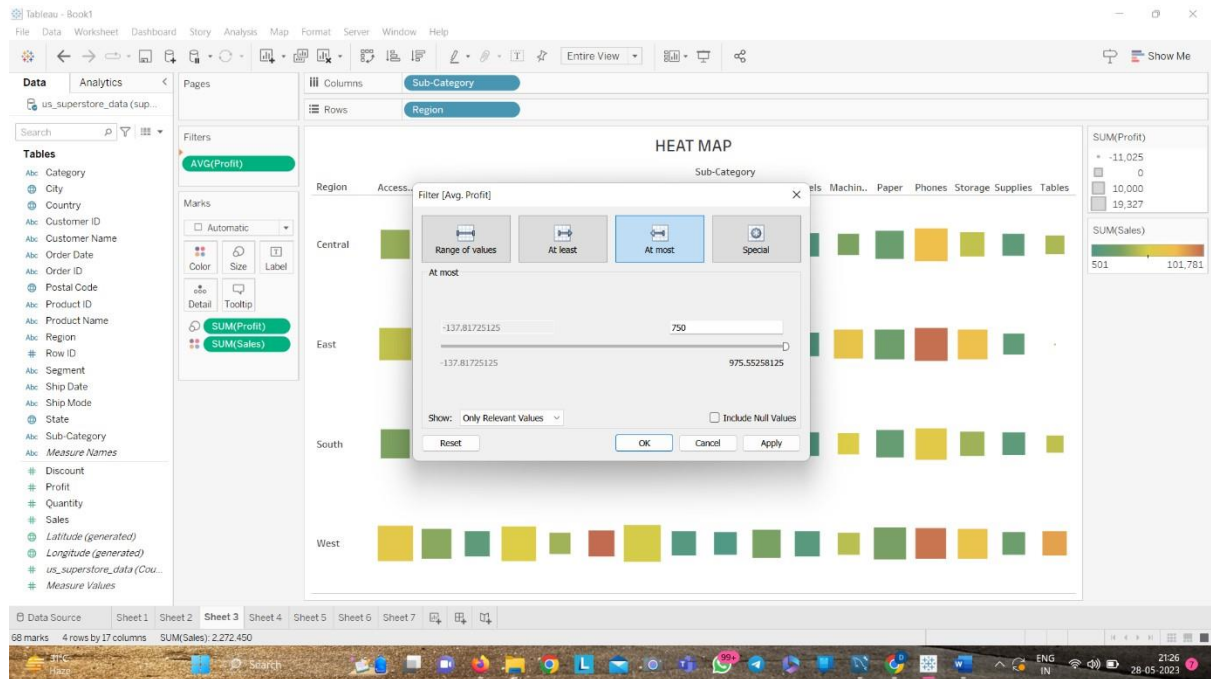 Tableau - Book1
File Data Worksheet Dashboard Story Analysis Map Format Server Window Help
Entire View
Show Me
Data Analytics
us_superstore_data (sup...
Search
Tables
Abc Category
City
Country
Abc Customer ID
Abc Customer Name
Abc Order Date
Abc Order ID
Postal Code
Abc Product ID
Abc Product Name
Abc Region
# Row ID
Abc Segment
Abc Ship Date
Abc Ship Mode
State
Abc Sub-Category
Abc Measure Names
# Discount
# Profit
# Quantity
# Sales
Latitude (generated)
Longitude (generated)
# us_superstore_data (Cou...
# Measure Values
Pages
Filters
AVG(Profit)
Marks
Automatic
Color Size Label
Detail Tooltip
SUM(Profit)
SUM(Sales)
Columns Sub-Category
Rows Region
HEAT MAP
Sub-Category
Region Access.. els Machin.. Paper Phones Storage Supplies Tables
Central
East
South
West
Filter [Avg. Profit]
Range of values At least At most Special
At most
-137.81725125 750
-137.81725125 975.55258125
Show: Only Relevant Values Include Null Values
Reset OK Cancel Apply
SUM(Profit)
-11,025
0
10,000
19,327
SUM(Sales)
501 101,781
Data Source Sheet 1 Sheet 2 Sheet 3 Sheet 4 Sheet 5 Sheet 6 Sheet 7
68 marks 4 rows by 17 columns SUM(Sales): 2,272,450
31°C
Haze
Search
99+
ENG
IN
21:26
28-05-2023
7